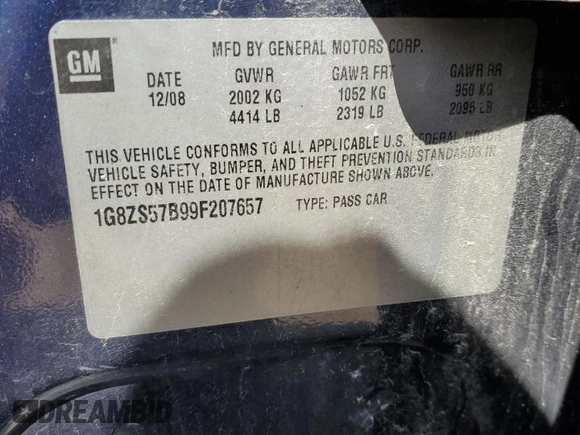 GM
MFD BY GENERAL MOTORS CORP.
DATE GVWR GAWR FRT GAWR RR
12/08 2002 KG 1052 KG 950 KG
4414 LB 2319 LB 2095 LB
THIS VEHICLE CONFORMS TO ALL APPLICABLE U.S. FEDERAL MOTOR
VEHICLE SAFETY, BUMPER, AND THEFT PREVENTION STANDARDS IN
EFFECT ON THE DATE OF MANUFACTURE SHOWN ABOVE.
1G8ZS57B99F207657 TYPE: PASS CAR
DREAMBID